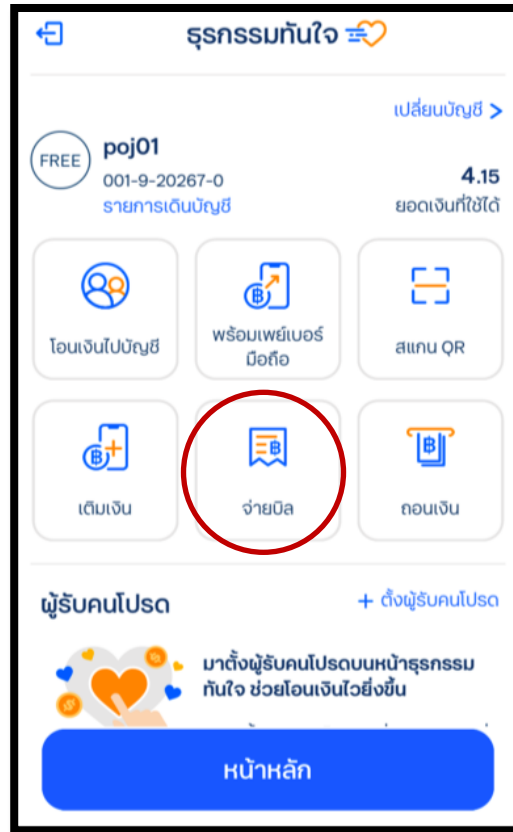 ธุรกรรมทันใจ
เปลี่ยนบัญชี >
FREE
poj01
001-9-20267-0
4.15
รายการเดินบัญชี
ยอดเงินที่ใช้ได้
โอนเงินไปบัญชี
พร้อมเพย์เบอร์
มือถือ
สแกน QR
เติมเงิน
จ่ายบิล
ถอนเงิน
ผู้รับคนโปรด
+ ตั้งผู้รับคนโปรด
มาตั้งผู้รับคนโปรดบนหน้าธุรกรรม
ทันใจ ช่วยโอนเงินไวยิ่งขึ้น
หน้าหลัก